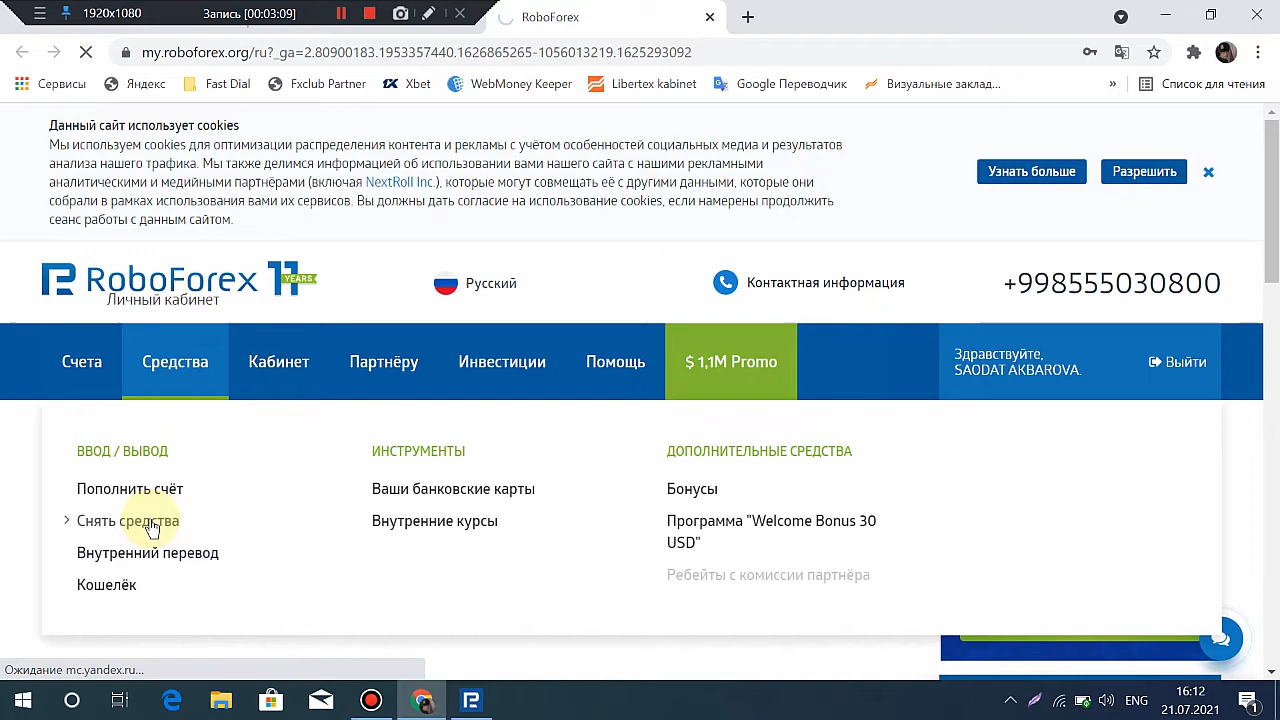 1920x1080
Запись [00:03:09]
RoboForex
my.roboforex.org/ru?_ga=2.80900183.1953357440.1626865265-1056013219.1625293092
Сервисы
Яндекс
Fast Dial
Fxclub Partner
Xbet
WebMoney Keeper
Libertex kabinet
Google Переводчик
Визуальные заклад...
»
Список для чтения
Данный сайт использует cookies
Мы используем cookies для оптимизации распределения контента и рекламы с учётом особенностей социальных медиа и результатов
анализа нашего трафика. Мы также делимся информацией об использовании вами нашего сайта с нашими рекламными
аналитическими и медийными партнёрами (включая NextRoll Inc.), которые могут совмещать её с другими данными, которые они
собрали в рамках использования вами их сервисов. Вы должны дать согласие на использование cookies, если намерены продолжить
сеанс работы с данным сайтом.
Узнать больше
Разрешить
RoboForex 11 YEARS
Личный кабинет
Русский
Контактная информация
+998555030800
Счета
Средства
Кабинет
Партнёру
Инвестиции
Помощь
$ 1,1M Promo
Здравствуйте,
SAODAT AKBAROVA.
Выйти
ВВОД / ВЫВОД
Пополнить счёт
Снять средства
Внутренний перевод
Кошелёк
ИНСТРУМЕНТЫ
Ваши банковские карты
Внутренние курсы
ДОПОЛНИТЕЛЬНЫЕ СРЕДСТВА
Бонусы
Программа "Welcome Bonus 30
USD"
Ребейты с комиссии партнёра
Ожидание mc.yandex.ru...
ENG
16:12
21.07.2021
1